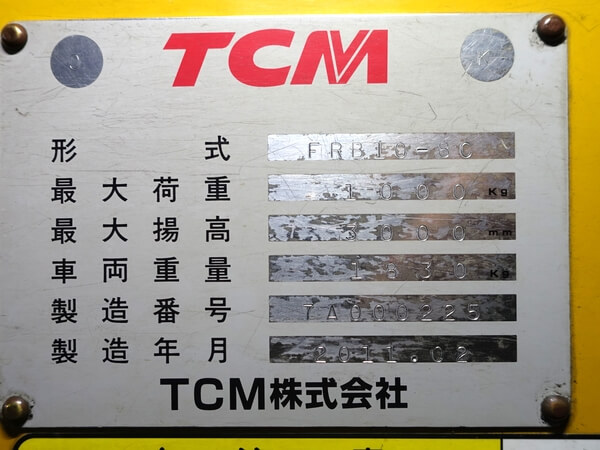 TCM
形式 FRB10-8C
最大荷重 1000 Kg
最大揚高 3000 mm
車両重量 Kg
製造番号
製造年月 2011.02
TCM株式会社